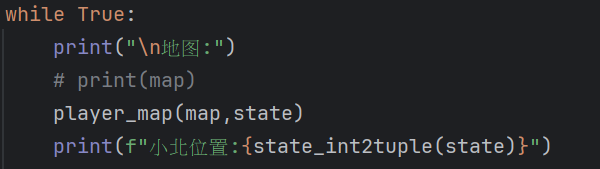 while True:
    print("\n地图:")
    # print(map)
    player_map(map,state)
    print(f"小北位置:{state_int2tuple(state)}")